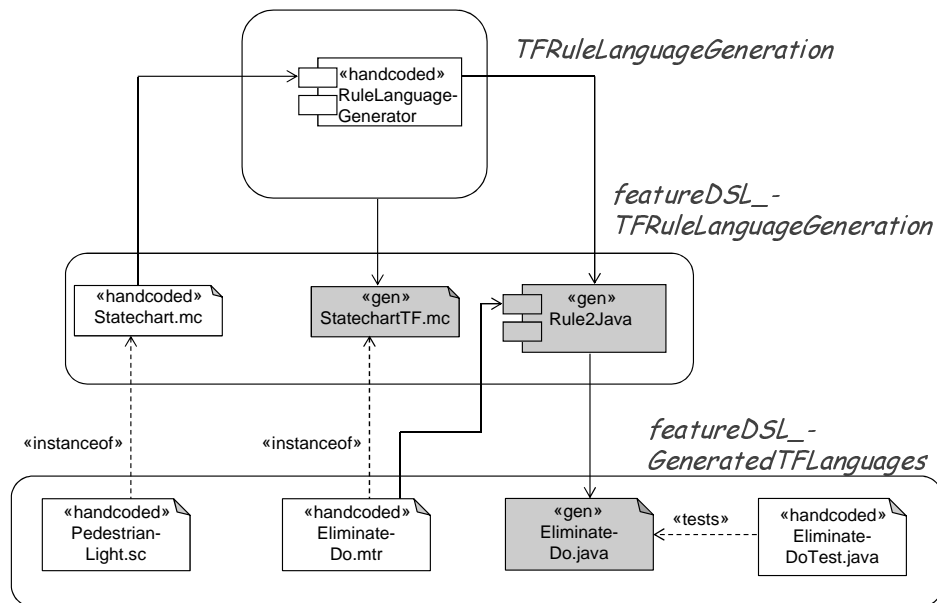 TFRuleLanguageGeneration
«handcoded»
RuleLanguage-
Generator
featureDSL_-
TFRuleLanguageGeneration
«handcoded»
Statechart.mc
«gen»
StatechartTF.mc
«gen»
Rule2Java
«instanceof»
«instanceof»
featureDSL_-
GeneratedTFLanguages
«handcoded»
Pedestrian-
Light.sc
«handcoded»
Eliminate-
Do.mtr
«gen»
Eliminate-
Do.java
«tests»
«handcoded»
Eliminate-
DoTest.java